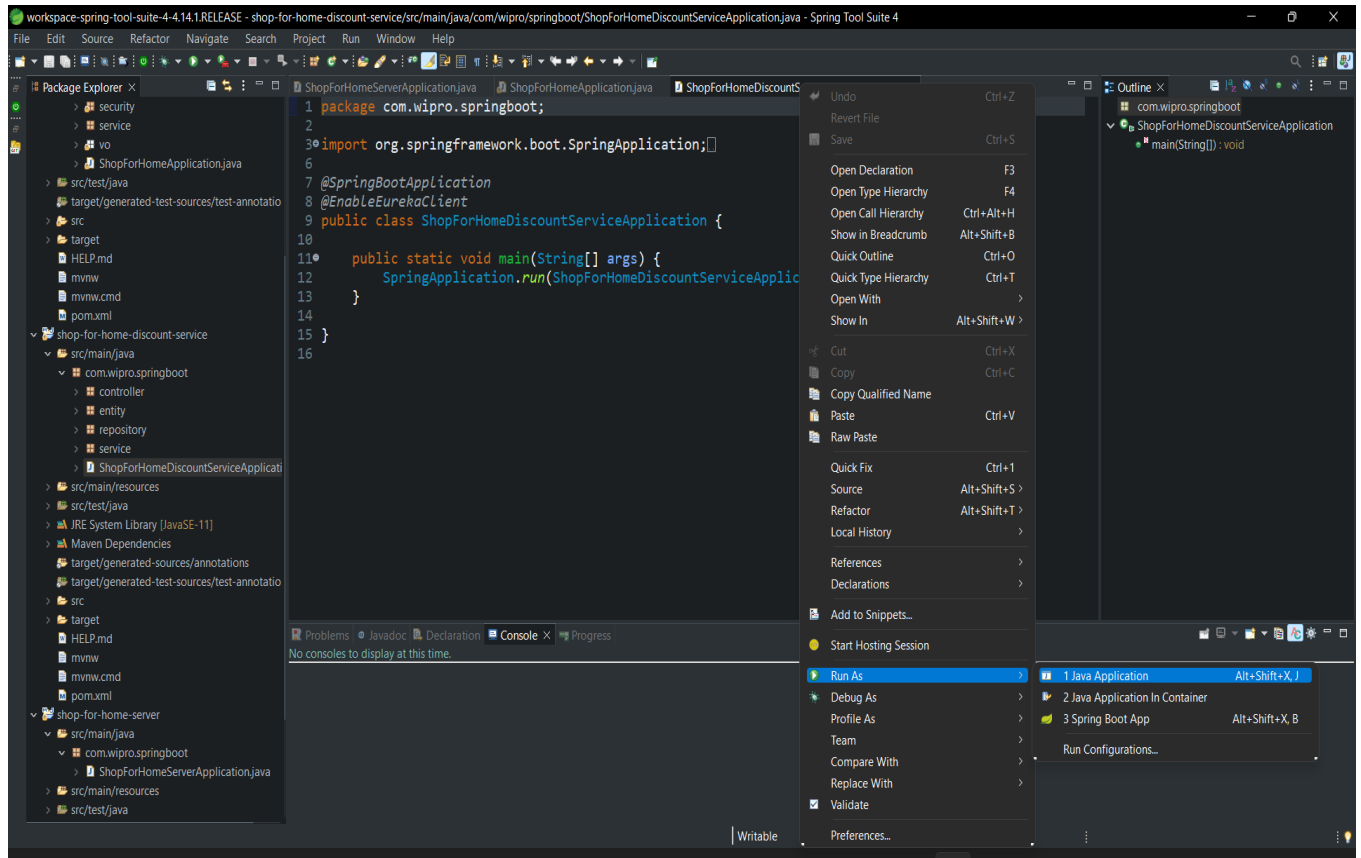 workspace-spring-tool-suite-4-4.14.1.RELEASE - shop-for-home-discount-service/src/main/java/com/wipro/springboot/ShopForHomeDiscountServiceApplication.java - Spring Tool Suite 4
File Edit Source Refactor Navigate Search Project Run Window Help
Package Explorer
security
service
vo
ShopForHomeApplication.java
src/test/java
target/generated-test-sources/test-annotatio
src
target
HELP.md
mvnw
mvnw.cmd
pom.xml
shop-for-home-discount-service
src/main/java
com.wipro.springboot
controller
entity
repository
service
ShopForHomeDiscountServiceApplicati
src/main/resources
src/test/java
JRE System Library [JavaSE-11]
Maven Dependencies
target/generated-sources/annotations
target/generated-test-sources/test-annotatio
src
target
HELP.md
mvnw
mvnw.cmd
pom.xml
shop-for-home-server
src/main/java
com.wipro.springboot
ShopForHomeServerApplication.java
src/main/resources
src/test/java
ShopForHomeServerApplication.java ShopForHomeApplication.java ShopForHomeDiscountS
1 package com.wipro.springboot;
2
3 import org.springframework.boot.SpringApplication;
6
7 @SpringBootApplication
8 @EnableEurekaClient
9 public class ShopForHomeDiscountServiceApplication {
10
11 public static void main(String[] args) {
12 SpringApplication.run(ShopForHomeDiscountServiceApplic
13 }
14
15 }
16
Problems Javadoc Declaration Console Progress
No consoles to display at this time.
Undo Ctrl+Z
Revert File
Save Ctrl+S
Open Declaration F3
Open Type Hierarchy F4
Open Call Hierarchy Ctrl+Alt+H
Show in Breadcrumb Alt+Shift+B
Quick Outline Ctrl+O
Quick Type Hierarchy Ctrl+T
Open With
Show In Alt+Shift+W
Cut Ctrl+X
Copy Ctrl+C
Copy Qualified Name
Paste Ctrl+V
Raw Paste
Quick Fix Ctrl+1
Source Alt+Shift+S
Refactor Alt+Shift+T
Local History
References
Declarations
Add to Snippets...
Start Hosting Session
Run As
Debug As
Profile As
Team
Compare With
Replace With
Validate
Preferences...
1 Java Application Alt+Shift+X, J
2 Java Application In Container
3 Spring Boot App Alt+Shift+X, B
Run Configurations...
Outline
com.wipro.springboot
ShopForHomeDiscountServiceApplication
main(String[]) : void
Writable